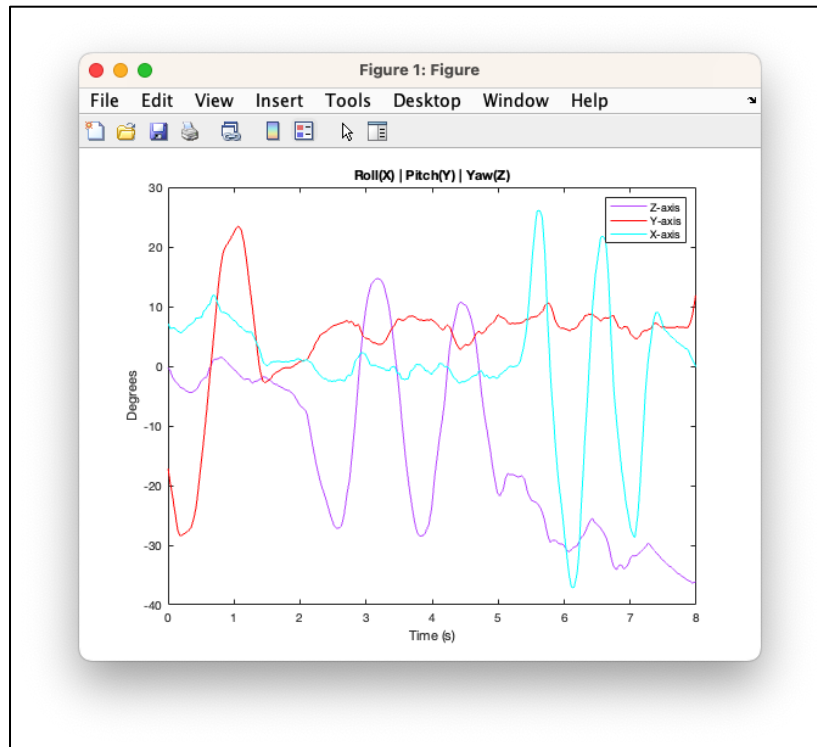 Figure 1: Figure
File Edit View Insert Tools Desktop Window Help
Roll(X) | Pitch(Y) | Yaw(Z)
30
20
10
0
-10
-20
-30
-40
Degrees
Z-axis
Y-axis
X-axis
0 1 2 3 4 5 6 7 8
Time (s)